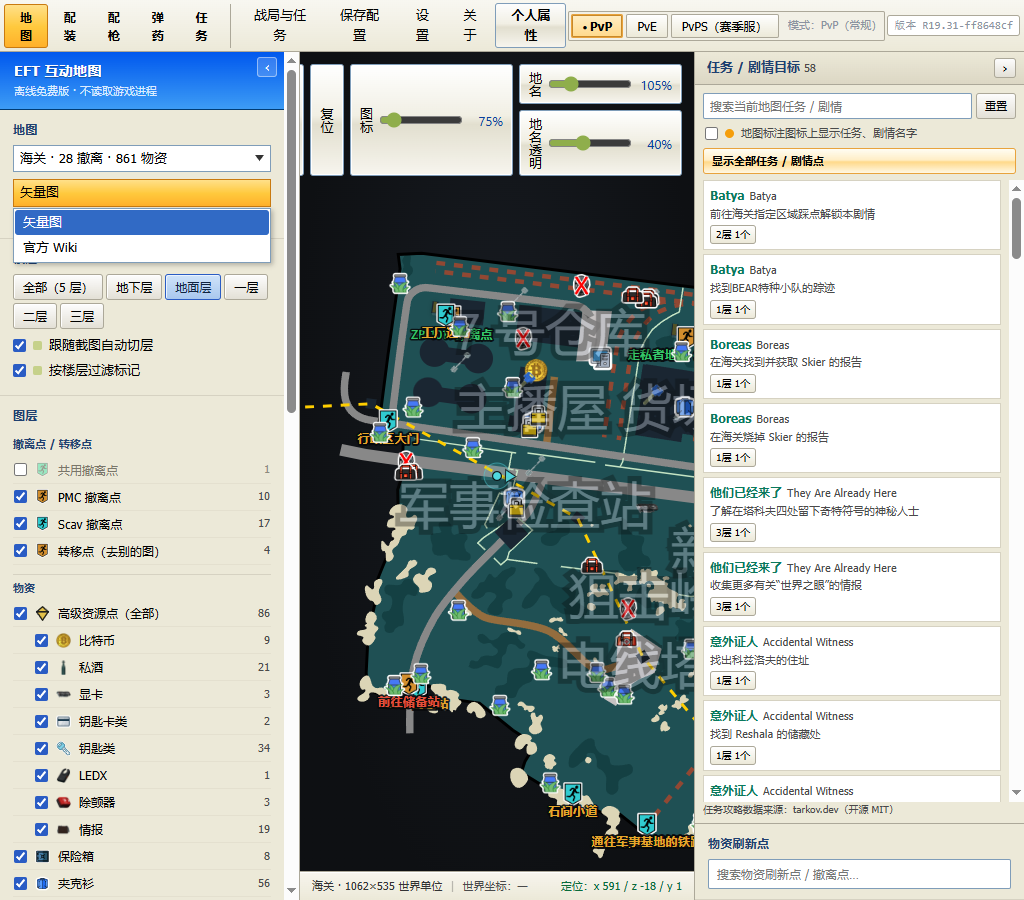 地图
配装
配枪
弹药
任务
战局与任务
保存配置
设置
关于
个人属性
• PvP
PvE
PvPS（赛季服）
模式：PvP（常规）
版本 R19.31-ff8648cf
EFT 互动地图
离线免费版 · 不读取游戏进程
地图
海关 · 28 撤离 · 861 物资
矢量图
矢量图
官方 Wiki
全部（5 层）
地下层
地面层
一层
二层
三层
跟随截图自动切层
按楼层过滤标记
图层
撤离点 / 转移点
共用撤离点 1
PMC 撤离点 10
Scav 撤离点 17
转移点（去别的图） 4
物资
高级资源点（全部） 86
比特币 9
私酒 21
显卡 3
钥匙卡类 2
钥匙类 34
LEDX 1
除颤器 3
情报 19
保险箱 8
夹克衫 56
复位
图标
75%
地名
105%
地名透明
40%
7号仓库
走私者
主播屋
货场
行政区大门
军事检查站
狙击
电线塔
前往储备站
石间小道
通往军事基地的铁路
海关 · 1062×535 世界单位
世界坐标：—
定位：x 591 / z -18 / y 1
任务 / 剧情目标 58
搜索当前地图任务 / 剧情
重置
地图标注图标上显示任务、剧情名字
显示全部任务 / 剧情点
Batya Batya
前往海关指定区域踩点解锁本剧情
2层 1个
Batya Batya
找到BEAR特种小队的踪迹
1层 1个
Boreas Boreas
在海关找到并获取 Skier 的报告
1层 1个
Boreas Boreas
在海关烧掉 Skier 的报告
1层 1个
他们已经来了 They Are Already Here
了解在塔科夫四处留下奇特符号的神秘人士
3层 1个
他们已经来了 They Are Already Here
收集更多有关“世界之眼”的情报
3层 1个
意外证人 Accidental Witness
找出科兹洛夫的住址
1层 1个
意外证人 Accidental Witness
找到 Reshala 的储藏处
1层 1个
意外证人 Accidental Witness
任务攻略数据来源：tarkov.dev（开源 MIT）
物资刷新点
搜索物资刷新点 / 撤离点...